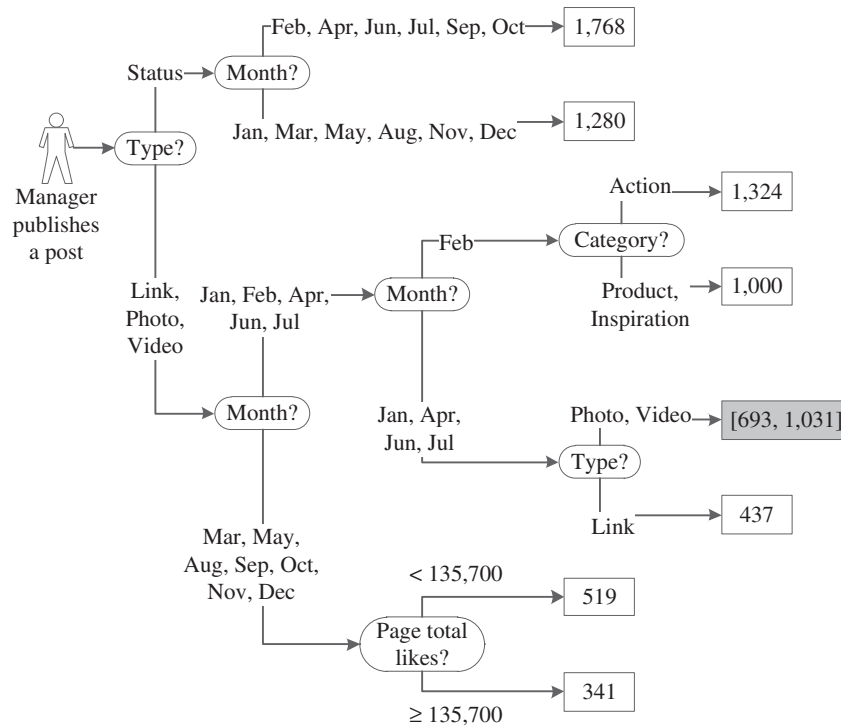 Feb, Apr, Jun, Jul, Sep, Oct
1,768
Status
Month?
Jan, Mar, May, Aug, Nov, Dec
1,280
Type?
Manager
publishes
a post
Action
1,324
Feb
Category?
Product,
Inspiration
1,000
Link,
Photo,
Video
Jan, Feb, Apr,
Jun, Jul
Month?
Month?
Jan, Apr,
Jun, Jul
Photo, Video
[693, 1,031]
Type?
Link
437
Mar, May,
Aug, Sep, Oct,
Nov, Dec
< 135,700
519
Page total
likes?
341
≥ 135,700